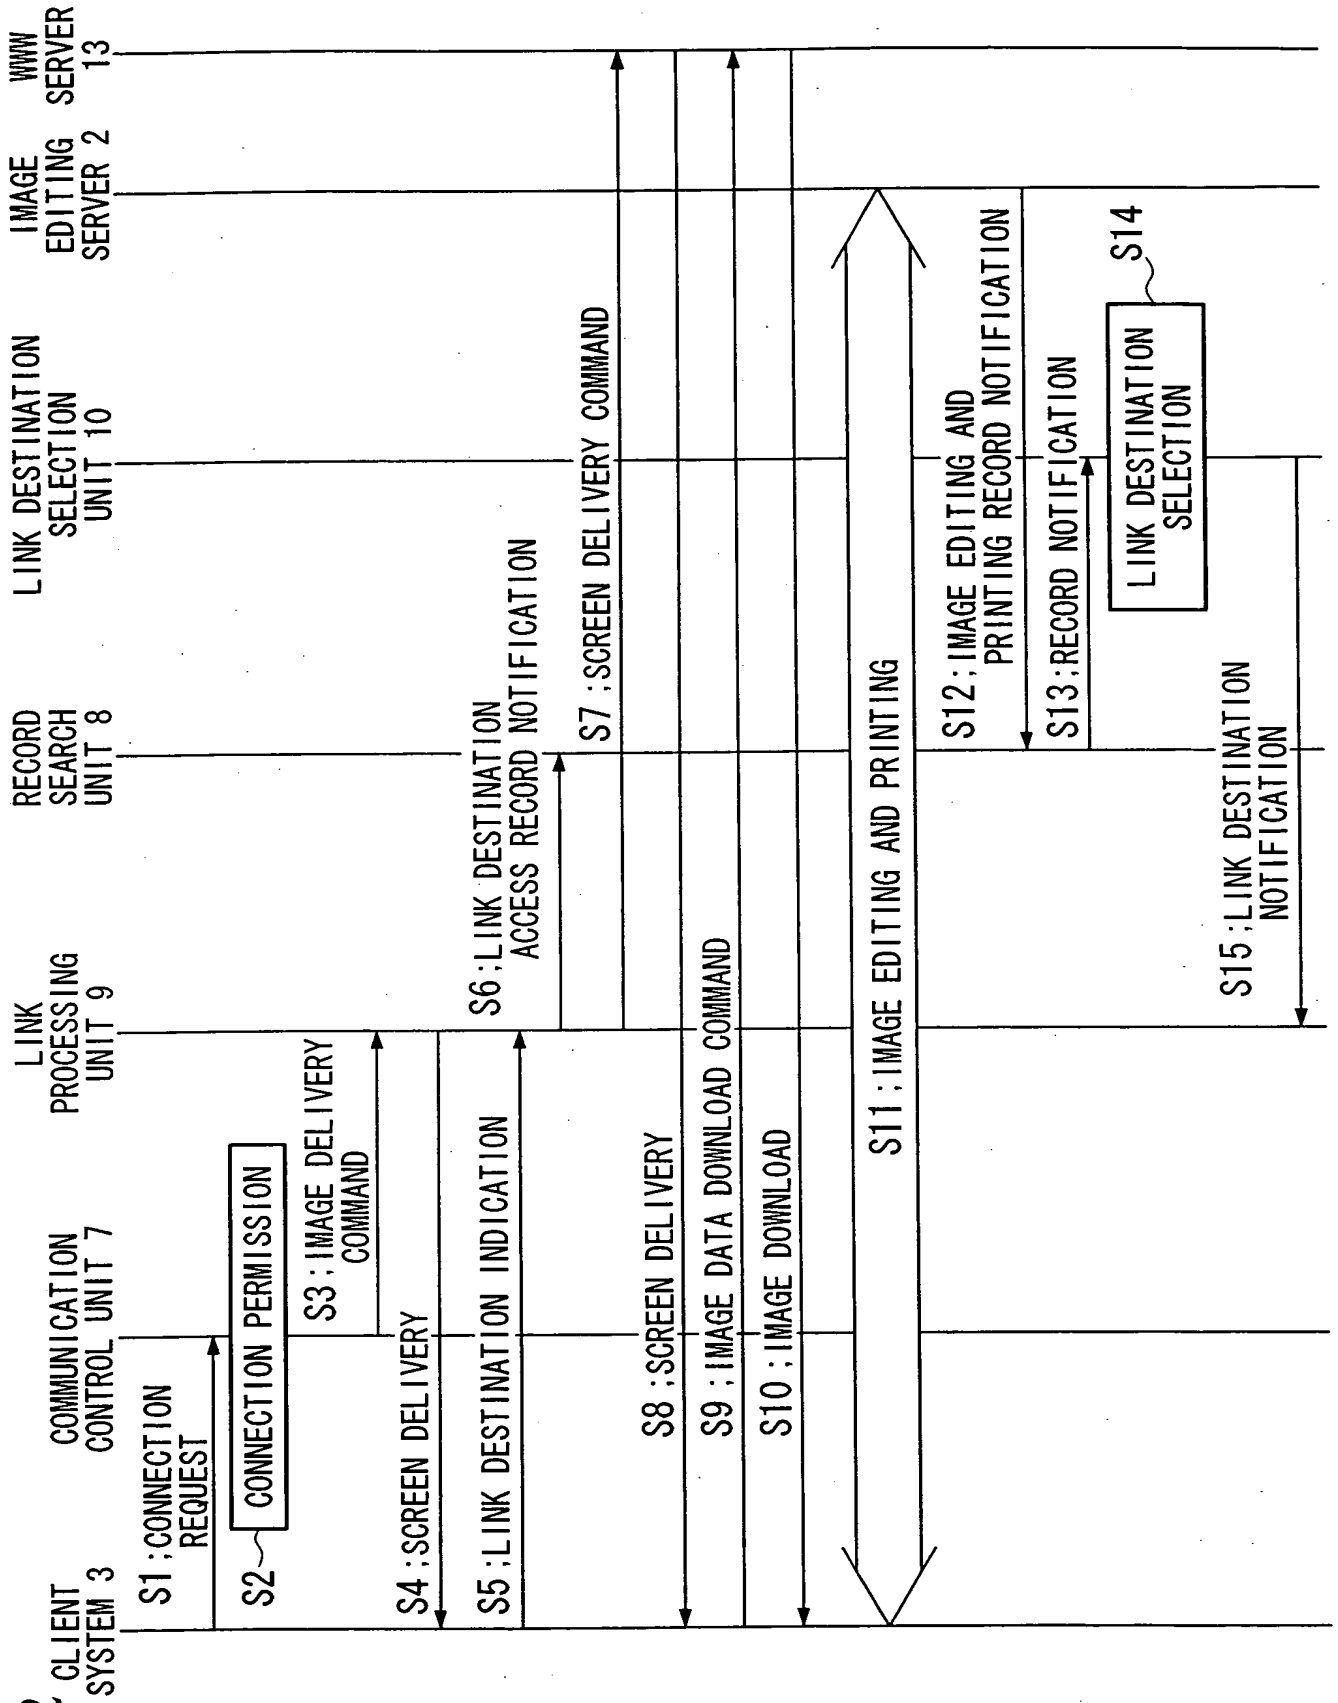 CLIENT
SYSTEM 3
COMMUNICATION
CONTROL UNIT 7
LINK
PROCESSING
UNIT 9
RECORD
SEARCH
UNIT 8
LINK DESTINATION
SELECTION
UNIT 10
IMAGE
EDITING
SERVER 2
WWW
SERVER
13
S1;CONNECTION
REQUEST
S2
CONNECTION PERMISSION
S3;IMAGE DELIVERY
COMMAND
S4;SCREEN DELIVERY
S5;LINK DESTINATION INDICATION
S6;LINK DESTINATION
ACCESS RECORD NOTIFICATION
S7;SCREEN DELIVERY COMMAND
S8;SCREEN DELIVERY
S9;IMAGE DATA DOWNLOAD COMMAND
S10;IMAGE DOWNLOAD
S11;IMAGE EDITING AND PRINTING
S12;IMAGE EDITING AND
PRINTING RECORD NOTIFICATION
S13;RECORD NOTIFICATION
S14
LINK DESTINATION
SELECTION
S15;LINK DESTINATION
NOTIFICATION